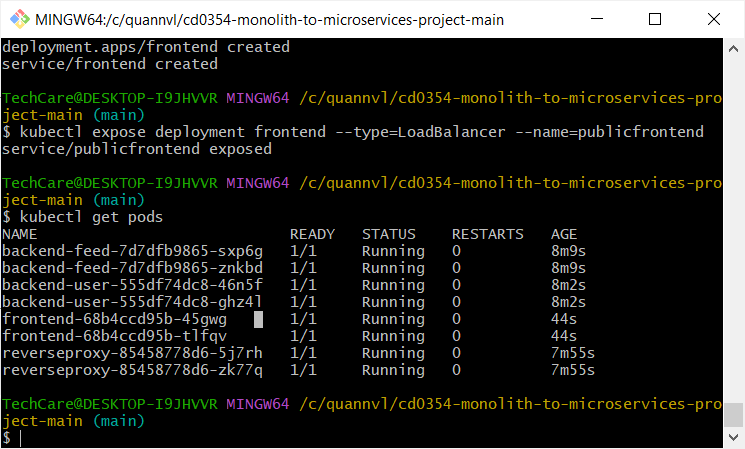 MINGW64:/c/quannvl/cd0354-monolith-to-microservices-project-main
deployment.apps/frontend created
service/frontend created
TechCare@DESKTOP-I9JHVVR MINGW64 /c/quannvl/cd0354-monolith-to-microservices-pro
ject-main (main)
$ kubectl expose deployment frontend --type=LoadBalancer --name=publicfrontend
service/publicfrontend exposed
TechCare@DESKTOP-I9JHVVR MINGW64 /c/quannvl/cd0354-monolith-to-microservices-pro
ject-main (main)
$ kubectl get pods
NAME READY STATUS RESTARTS AGE
backend-feed-7d7dfb9865-sxp6g 1/1 Running 0 8m9s
backend-feed-7d7dfb9865-znkbd 1/1 Running 0 8m9s
backend-user-555df74dc8-46n5f 1/1 Running 0 8m2s
backend-user-555df74dc8-ghz4l 1/1 Running 0 8m2s
frontend-68b4ccd95b-45gwg 1/1 Running 0 44s
frontend-68b4ccd95b-tlfqv 1/1 Running 0 44s
reverseproxy-85458778d6-5j7rh 1/1 Running 0 7m55s
reverseproxy-85458778d6-zk77q 1/1 Running 0 7m55s
TechCare@DESKTOP-I9JHVVR MINGW64 /c/quannvl/cd0354-monolith-to-microservices-pro
ject-main (main)
$